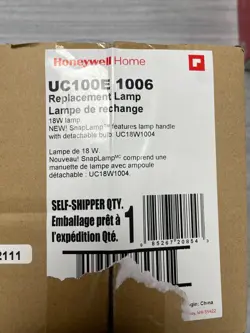 Honeywell Home
UC100E 1006
Replacement Lamp
Lampe de rechange
18W lamp.
NEW! SnapLamp™ features lamp handle
with detachable bulb: UC18W1004.
Lampe de 18 W.
Nouveau! SnapLampᴹᶜ comprend une
manuette de lampe avec ampoule
détachable : UC18W1004.
SELF-SHIPPER QTY.
Emballage prêt à
l'expédition Qté.
1
2111
Origin: China